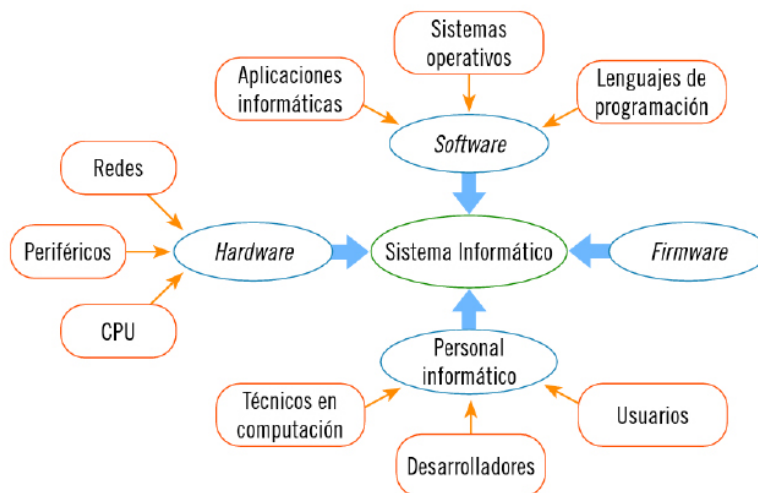 Sistemas
operativos
Aplicaciones
informáticas
Lenguajes de
programación
Software
Redes
Periféricos
Hardware
Sistema Informático
Firmware
CPU
Personal
informático
Técnicos en
computación
Usuarios
Desarrolladores